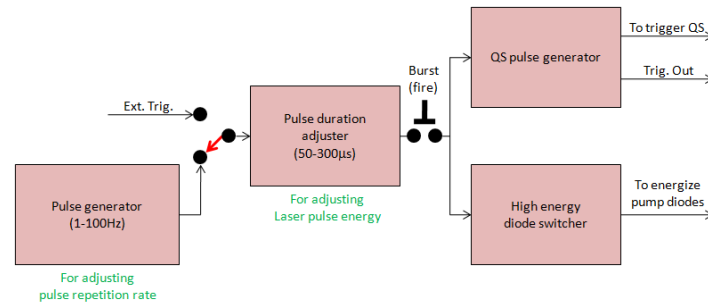 Ext. Trig.
Pulse generator
(1-100Hz)
For adjusting
pulse repetition rate
Pulse duration
adjuster
(50-300µs)
For adjusting
Laser pulse energy
Burst
(fire)
QS pulse generator
To trigger QS
Trig. Out
High energy
diode switcher
To energize
pump diodes